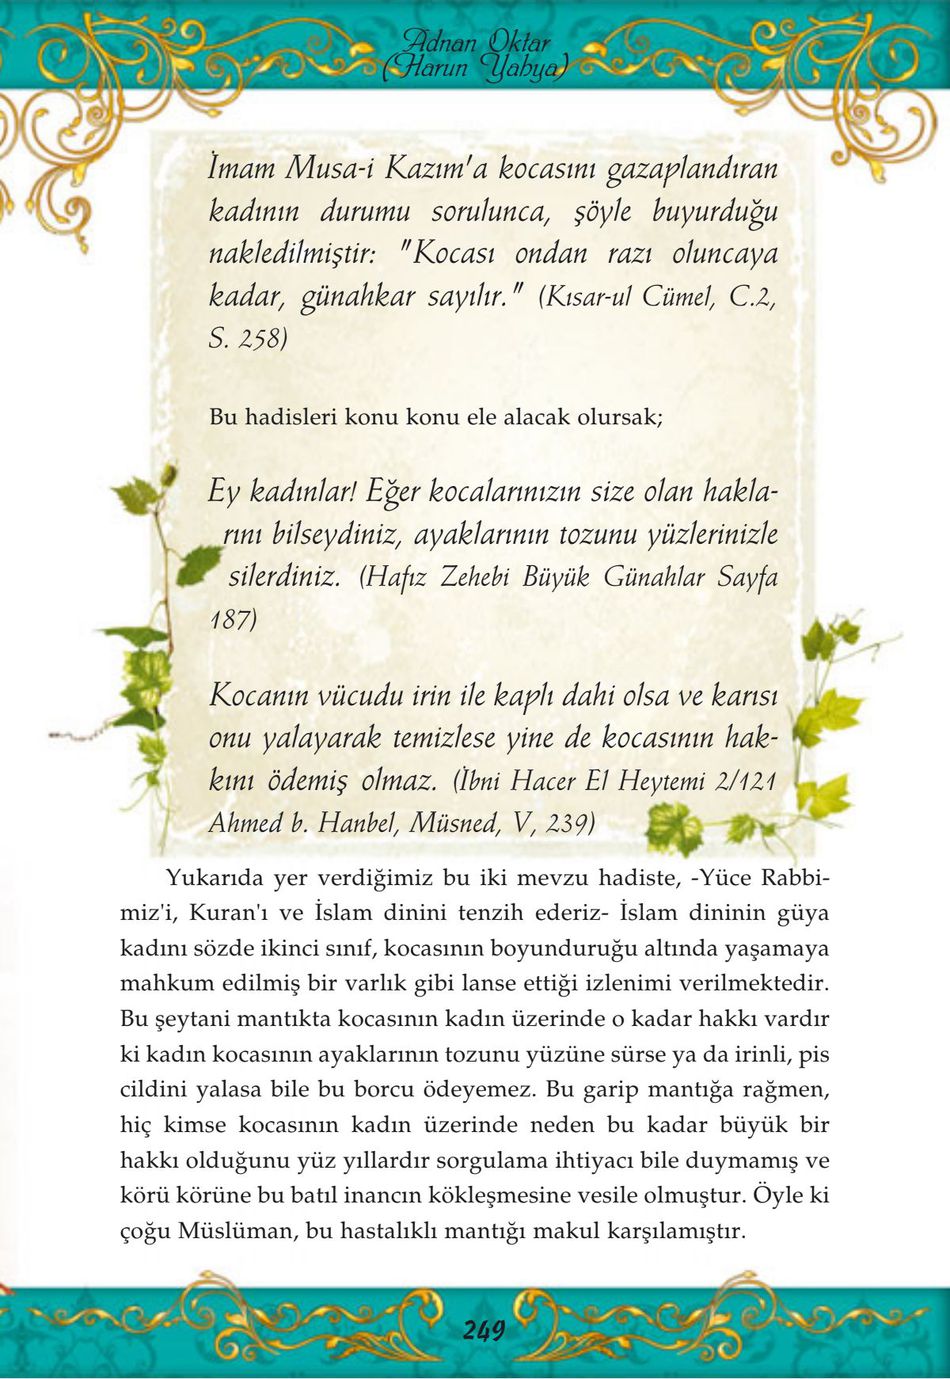 Adnan Oktar
(Harun Yahya)
İmam Musa-i Kazım'a kocasını gazaplandıran
kadının durumu sorulunca, şöyle buyurduğu
nakledilmiştir: "Kocası ondan razı oluncaya
kadar, günahkar sayılır." (Kısar-ul Cümel, C.2,
S. 258)
Bu hadisleri konu konu ele alacak olursak;
Ey kadınlar! Eğer kocalarınızın size olan hakla-
rını bilseydiniz, ayaklarının tozunu yüzlerinizle
silerdiniz. (Hafız Zehebi Büyük Günahlar Sayfa
187)
Kocanın vücudu irin ile kaplı dahi olsa ve karısı
onu yalayarak temizlese yine de kocasının hak-
kını ödemiş olmaz. (İbni Hacer El Heytemi 2/121
Ahmed b. Hanbel, Müsned, V, 239)
Yukarıda yer verdiğimiz bu iki mevzu hadiste, -Yüce Rabbi-
miz'i, Kuran'ı ve İslam dinini tenzih ederiz- İslam dininin güya
kadını sözde ikinci sınıf, kocasının boyunduruğu altında yaşamaya
mahkum edilmiş bir varlık gibi lanse ettiği izlenimi verilmektedir.
Bu şeytani mantıkta kocasının kadın üzerinde o kadar hakkı vardır
ki kadın kocasının ayaklarının tozunu yüzüne sürse ya da irinli, pis
cildini yalasa bile bu borcu ödeyemez. Bu garip mantığa rağmen,
hiç kimse kocasının kadın üzerinde neden bu kadar büyük bir
hakkı olduğunu yüz yıllardır sorgulama ihtiyacı bile duymamış ve
körü körüne bu batıl inancın kökleşmesine vesile olmuştur. Öyle ki
çoğu Müslüman, bu hastalıklı mantığı makul karşılamıştır.
249